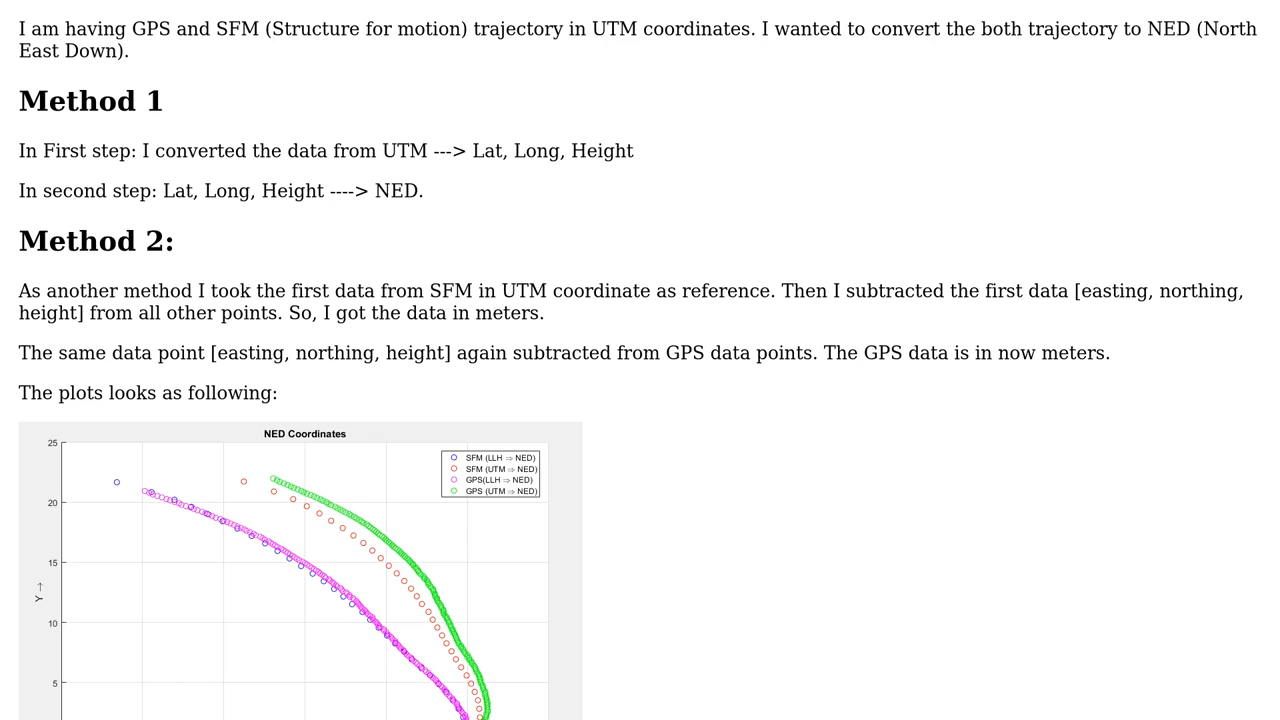 I am having GPS and SFM (Structure for motion) trajectory in UTM coordinates. I wanted to convert the both trajectory to NED (North
East Down).
Method 1
In First step: I converted the data from UTM ---> Lat, Long, Height
In second step: Lat, Long, Height ----> NED.
Method 2:
As another method I took the first data from SFM in UTM coordinate as reference. Then I subtracted the first data [easting, northing,
height] from all other points. So, I got the data in meters.
The same data point [easting, northing, height] again subtracted from GPS data points. The GPS data is in now meters.
The plots looks as following:
NED Coordinates
25
SFM (LLH ⇒ NED)
SFM (UTM ⇒ NED)
GPS(LLH ⇒ NED)
GPS (UTM ⇒ NED)
20
15
Y →
10
5